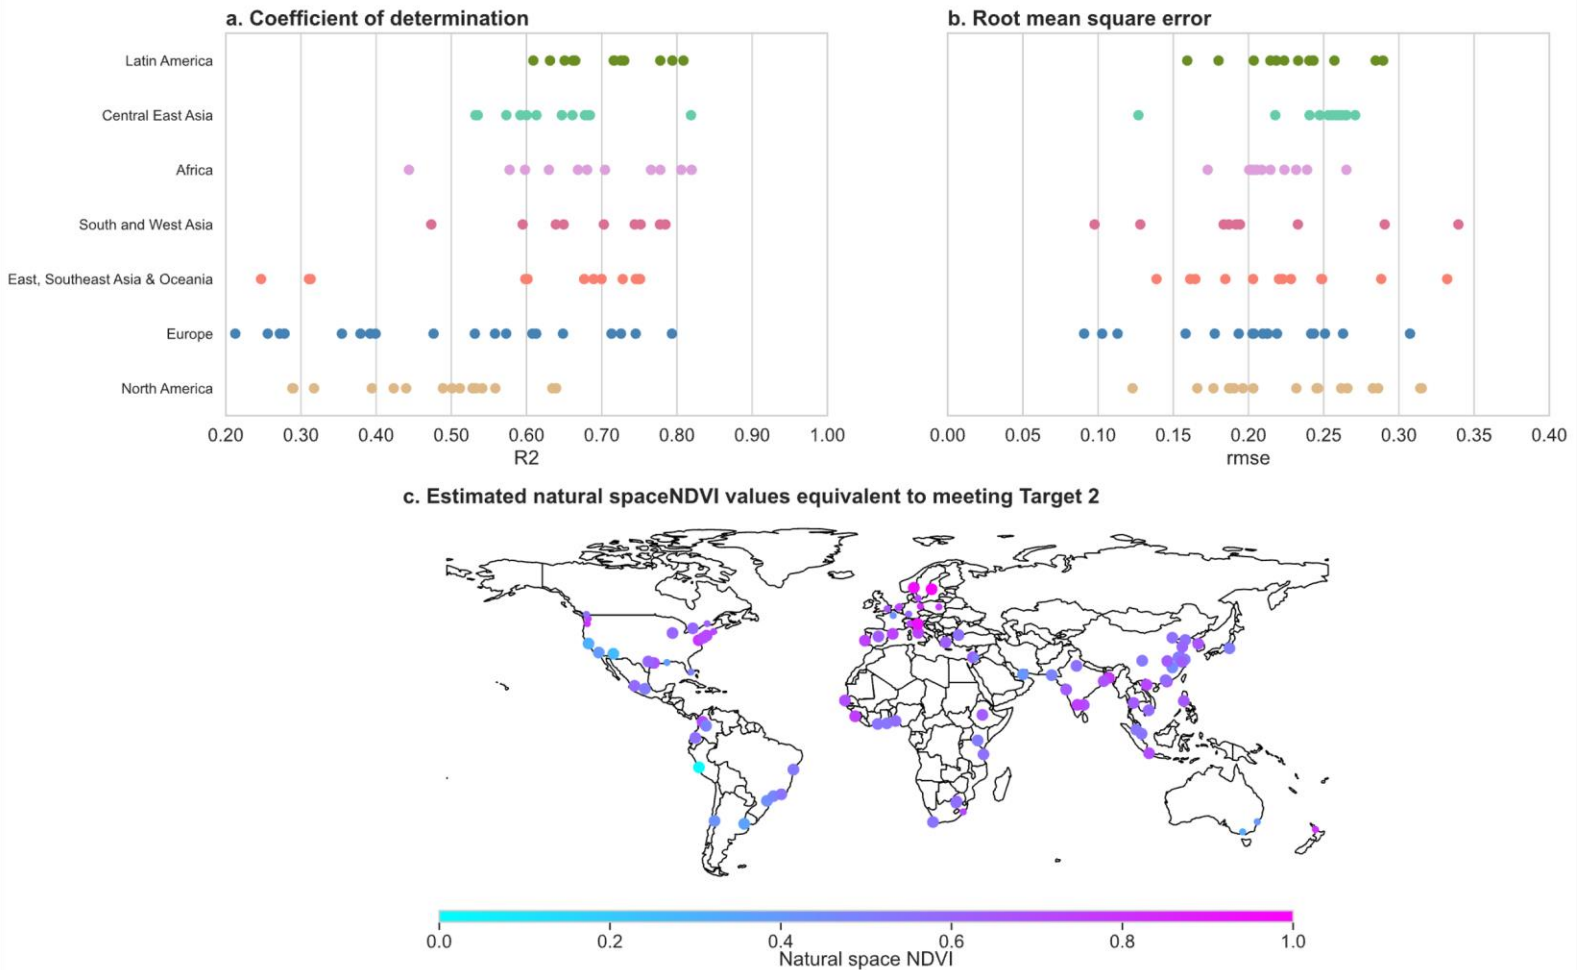 a. Coefficient of determination
b. Root mean square error
Latin America
Central East Asia
Africa
South and West Asia
East, Southeast Asia & Oceania
Europe
North America
0.20 0.30 0.40 0.50 0.60 0.70 0.80 0.90 1.00
R2
0.00 0.05 0.10 0.15 0.20 0.25 0.30 0.35 0.40
rmse
c. Estimated natural spaceNDVI values equivalent to meeting Target 2
0.0 0.2 0.4 0.6 0.8 1.0
Natural space NDVI